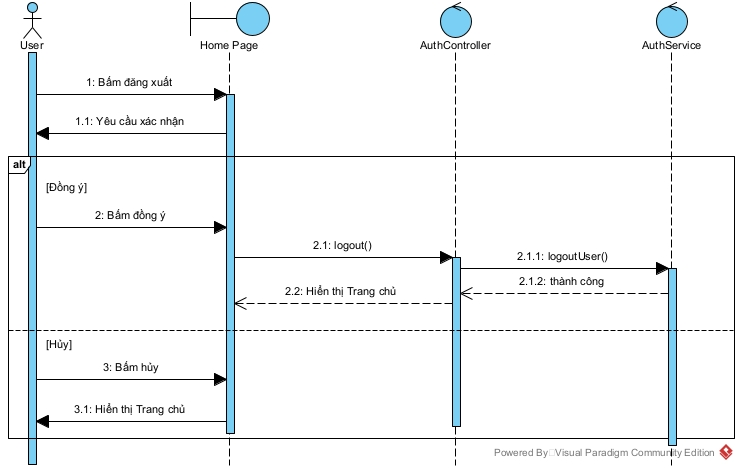 User
Home Page
AuthController
AuthService
1: Bấm đăng xuất
1.1: Yêu cầu xác nhận
alt
[Đồng ý]
2: Bấm đồng ý
2.1: logout()
2.1.1: logoutUser()
2.1.2: thành công
2.2: Hiển thị Trang chủ
[Hủy]
3: Bấm hủy
3.1: Hiển thị Trang chủ
Powered By Visual Paradigm Community Edition